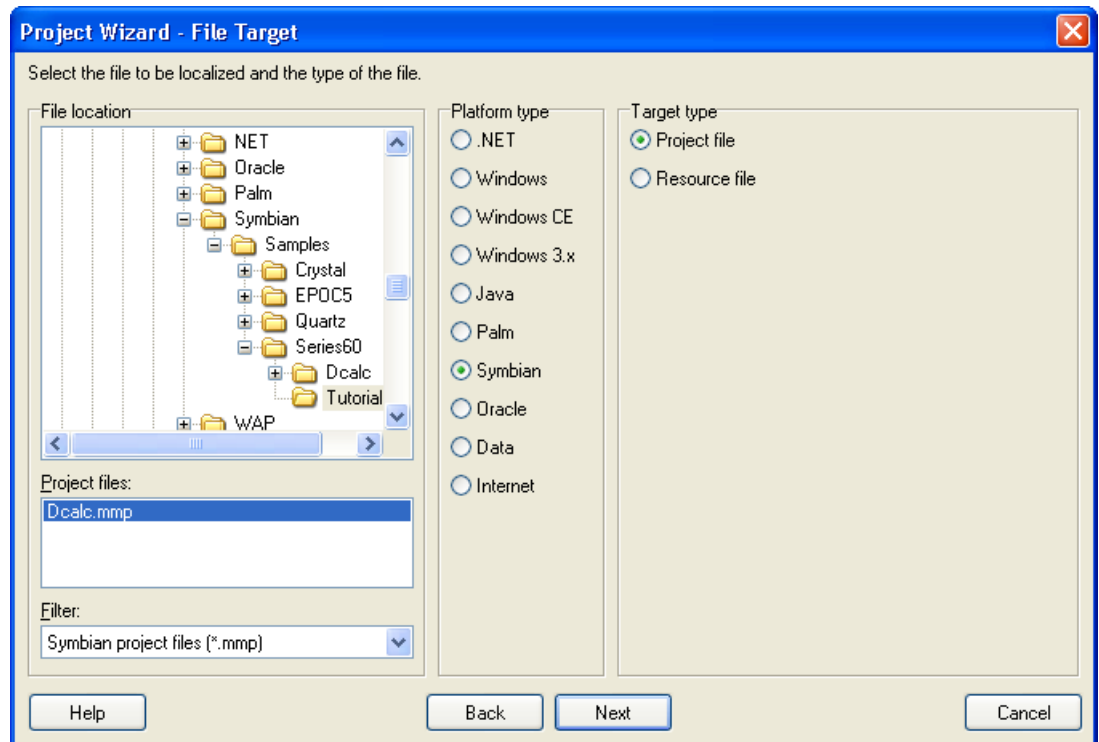 Project Wizard - File Target
Select the file to be localized and the type of the file.
File location
NET
Oracle
Palm
Symbian
Samples
Crystal
EPOC5
Quartz
Series60
Dcalc
Tutorial
WAP
Project files:
Dcalc.mmp
Filter:
Symbian project files (*.mmp)
Platform type
.NET
Windows
Windows CE
Windows 3.x
Java
Palm
Symbian
Oracle
Data
Internet
Target type
Project file
Resource file
Help
Back
Next
Cancel